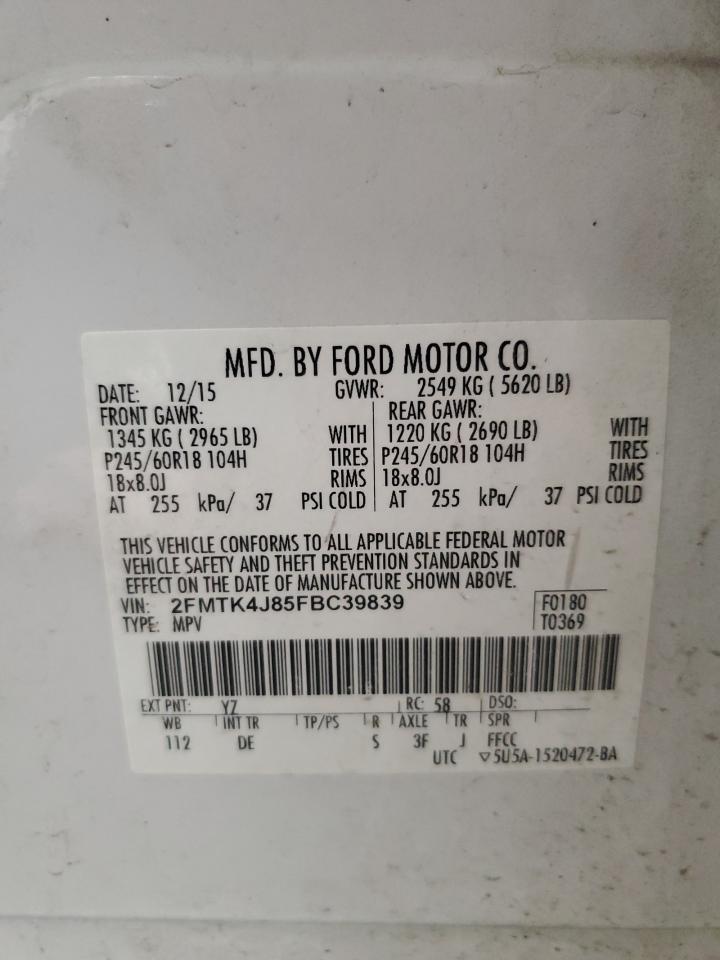 MFD. BY FORD MOTOR CO.
DATE: 12/15 GVWR: 2549 KG ( 5620 LB)
FRONT GAWR: REAR GAWR:
1345 KG ( 2965 LB) WITH 1220 KG ( 2690 LB) WITH
P245/60R18 104H TIRES P245/60R18 104H TIRES
18x8.0J RIMS 18x8.0J RIMS
AT 255 kPa/ 37 PSI COLD AT 255 kPa/ 37 PSI COLD
THIS VEHICLE CONFORMS TO ALL APPLICABLE FEDERAL MOTOR
VEHICLE SAFETY AND THEFT PREVENTION STANDARDS IN
EFFECT ON THE DATE OF MANUFACTURE SHOWN ABOVE.
VIN: 2FMTK4J85FBC39839 F0180
TYPE: MPV T0369
EXT PNT: YZ RC: 58 DSO:
WB INT TR TP/PS R AXLE TR SPR
112 DE S 3F J FFCC
UTC ▽5U5A-1520472-BA